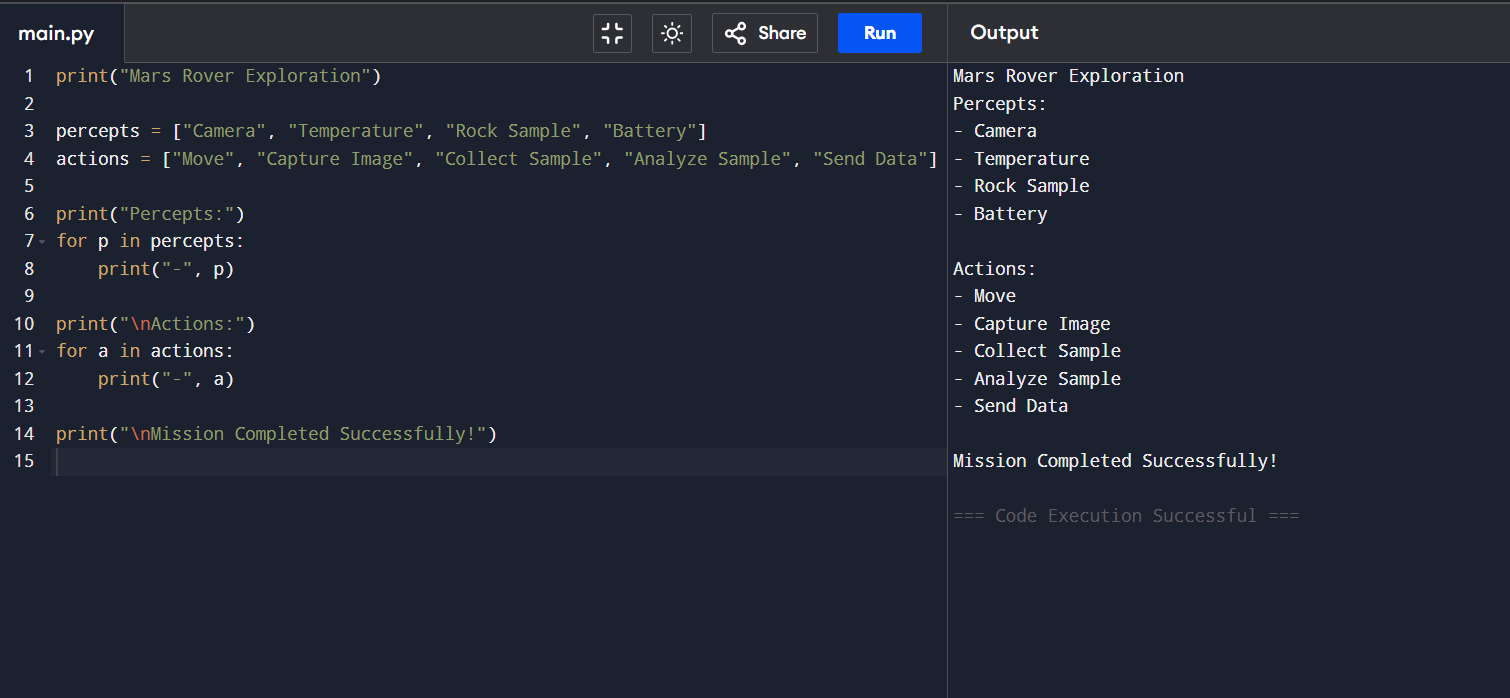 main.py
Share
Run
Output
1 print("Mars Rover Exploration")
2
3 percepts = ["Camera", "Temperature", "Rock Sample", "Battery"]
4 actions = ["Move", "Capture Image", "Collect Sample", "Analyze Sample", "Send Data"]
5
6 print("Percepts:")
7 for p in percepts:
8     print("-", p)
9
10 print("\nActions:")
11 for a in actions:
12     print("-", a)
13
14 print("\nMission Completed Successfully!")
15
Mars Rover Exploration
Percepts:
- Camera
- Temperature
- Rock Sample
- Battery

Actions:
- Move
- Capture Image
- Collect Sample
- Analyze Sample
- Send Data

Mission Completed Successfully!

=== Code Execution Successful ===